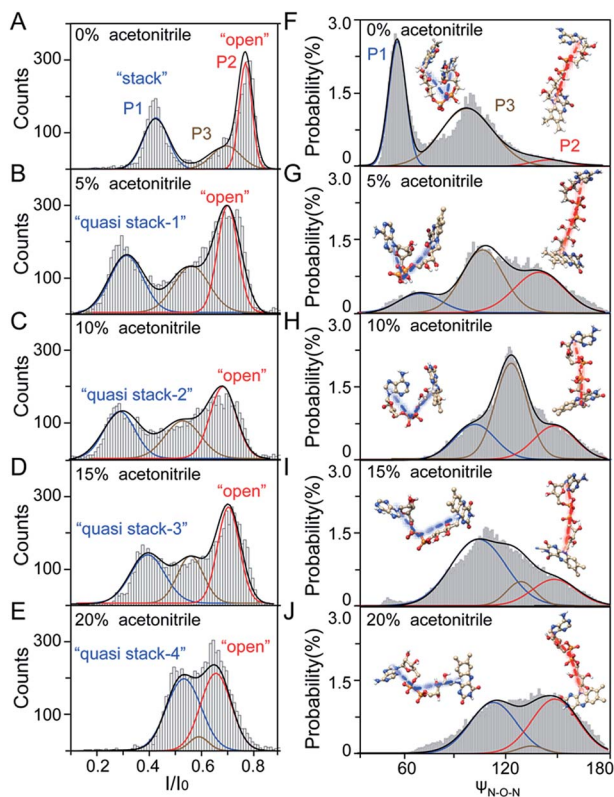 A
0% acetonitrile
300
100
Counts
"stack"
P1
P3
"open"
P2
B
5% acetonitrile
300
100
Counts
"quasi stack-1"
"open"
C
10% acetonitrile
300
100
Counts
"quasi stack-2"
"open"
D
15% acetonitrile
300
100
Counts
"quasi stack-3"
"open"
E
20% acetonitrile
300
100
Counts
"quasi stack-4"
"open"
0.2 0.4 0.6 0.8
I/I₀
F
0% acetonitrile
3.0
1.5
0
Probability(%)
P1
P3
P2
G
5% acetonitrile
3.0
1.5
0
Probability(%)
H
10% acetonitrile
3.0
1.5
0
Probability(%)
I
15% acetonitrile
3.0
1.5
0
Probability(%)
J
20% acetonitrile
3.0
1.5
0
Probability(%)
60 120 180
Ψ_N-O-N